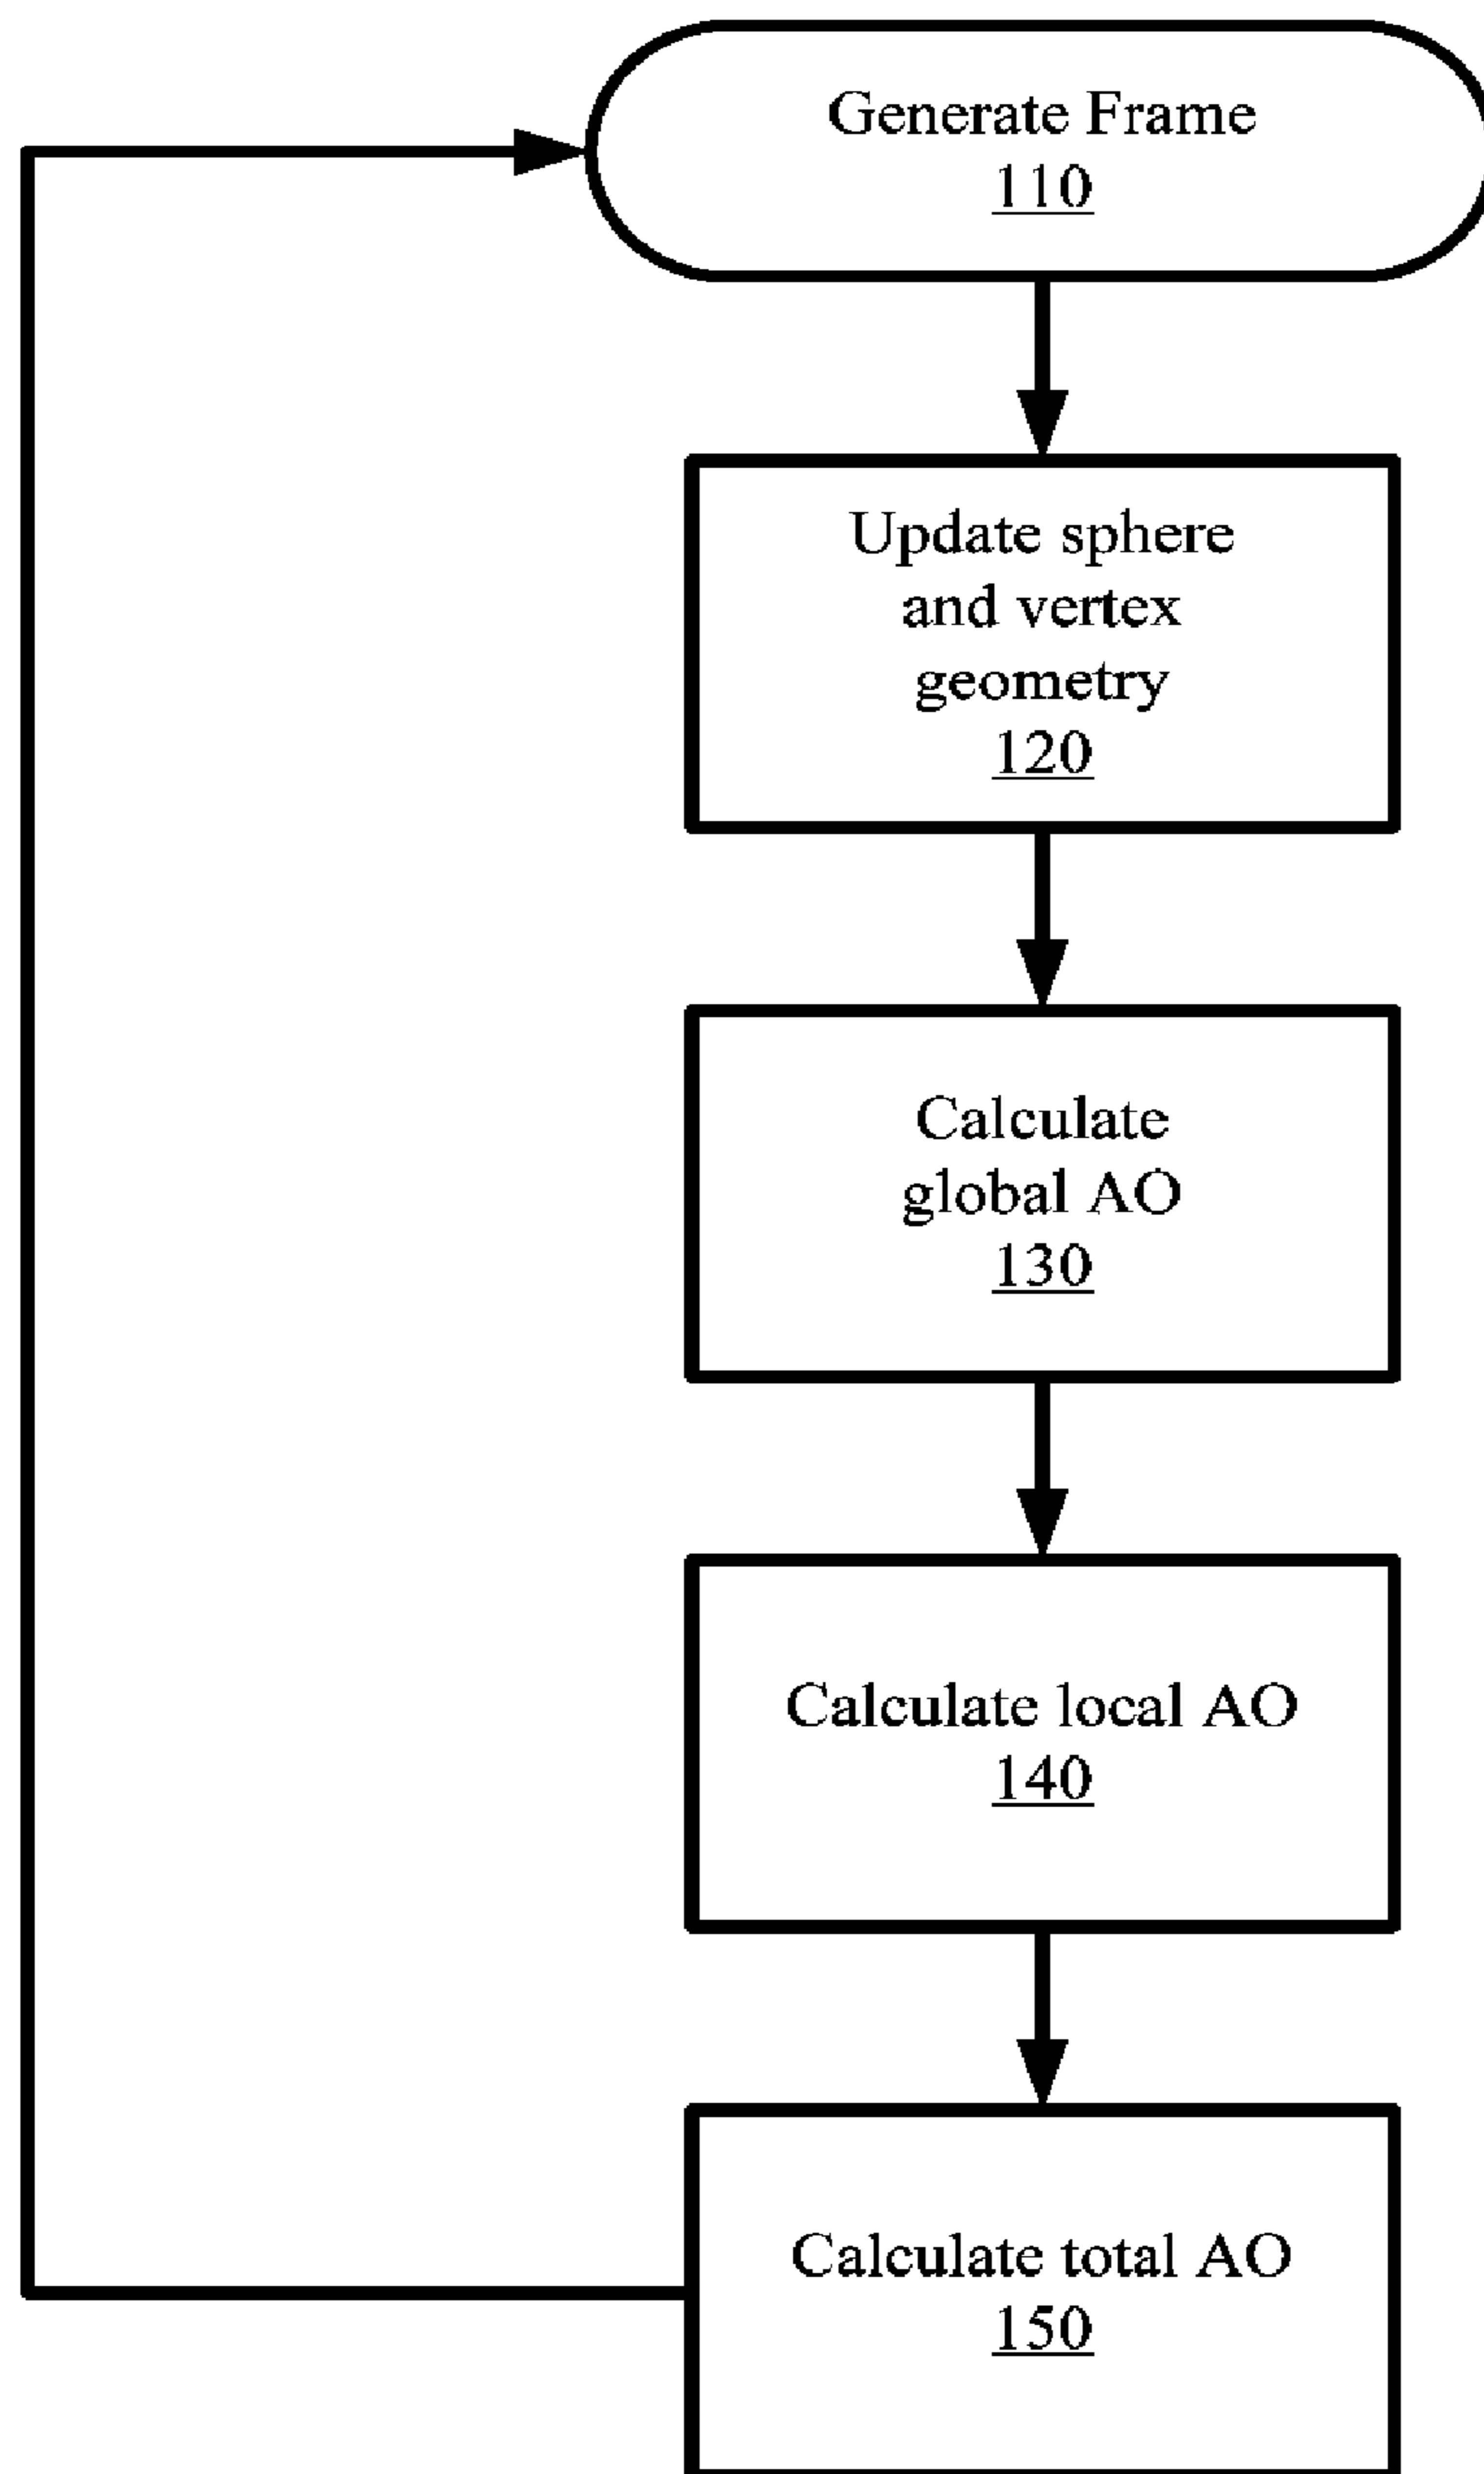 Generate Frame
110
Update sphere
and vertex
geometry
120
Calculate
global AO
130
Calculate local AO
140
Calculate total AO
150